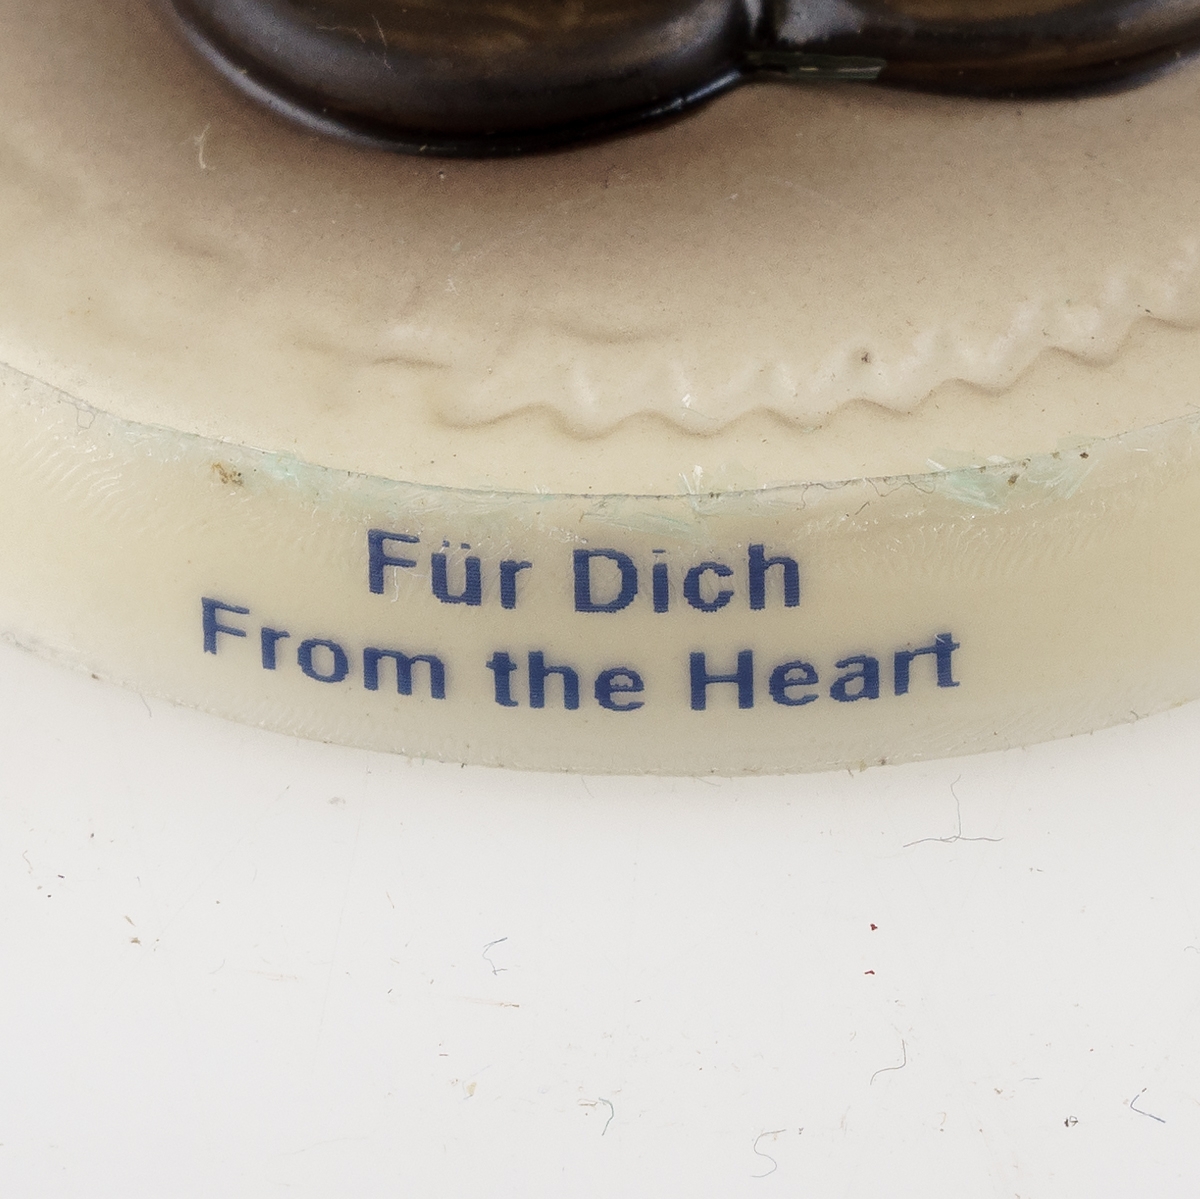 Für Dich
From the Heart